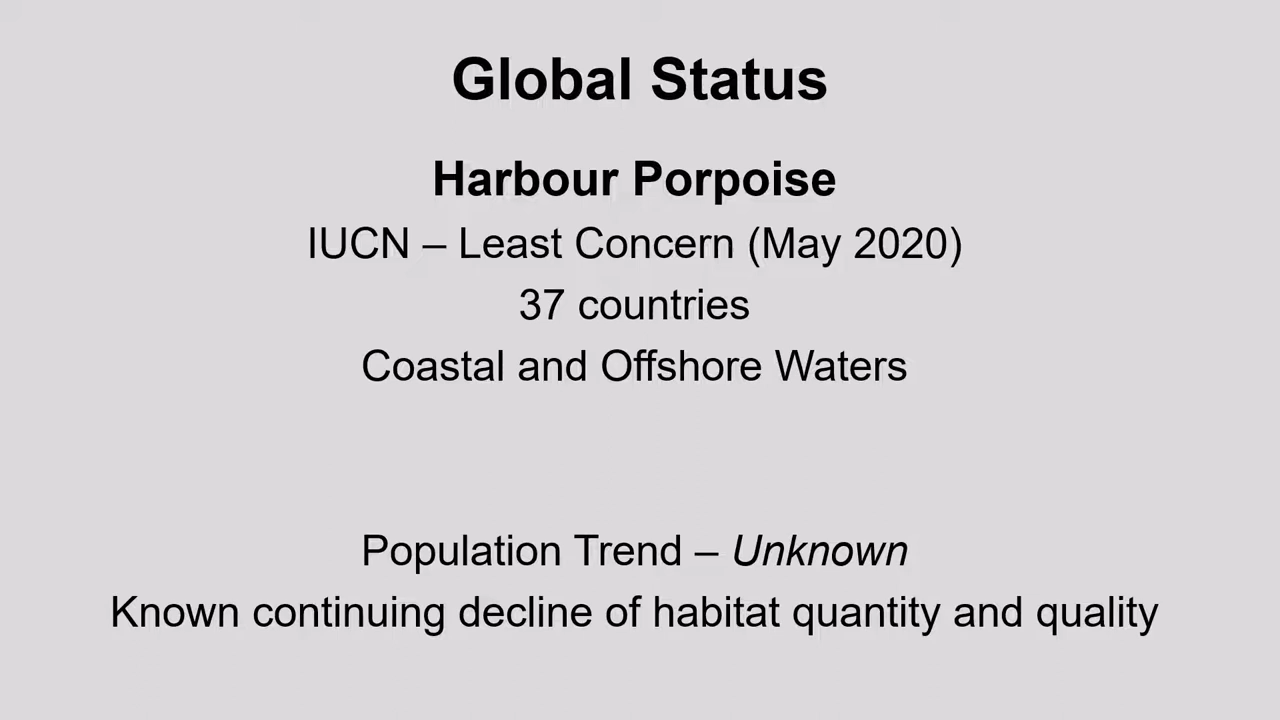 Global Status
Harbour Porpoise
IUCN – Least Concern (May 2020)
37 countries
Coastal and Offshore Waters
Population Trend – Unknown
Known continuing decline of habitat quantity and quality